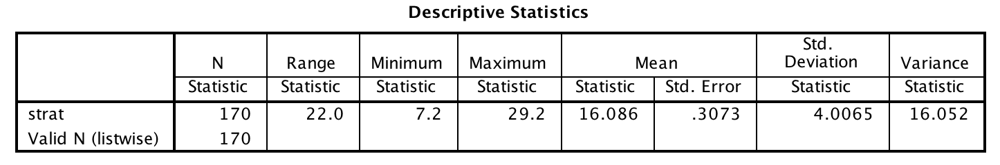 Descriptive Statistics
N Range Minimum Maximum Mean Std. Deviation Variance
Statistic Statistic Statistic Statistic Statistic Std. Error Statistic Statistic
strat 170 22.0 7.2 29.2 16.086 .3073 4.0065 16.052
Valid N (listwise) 170